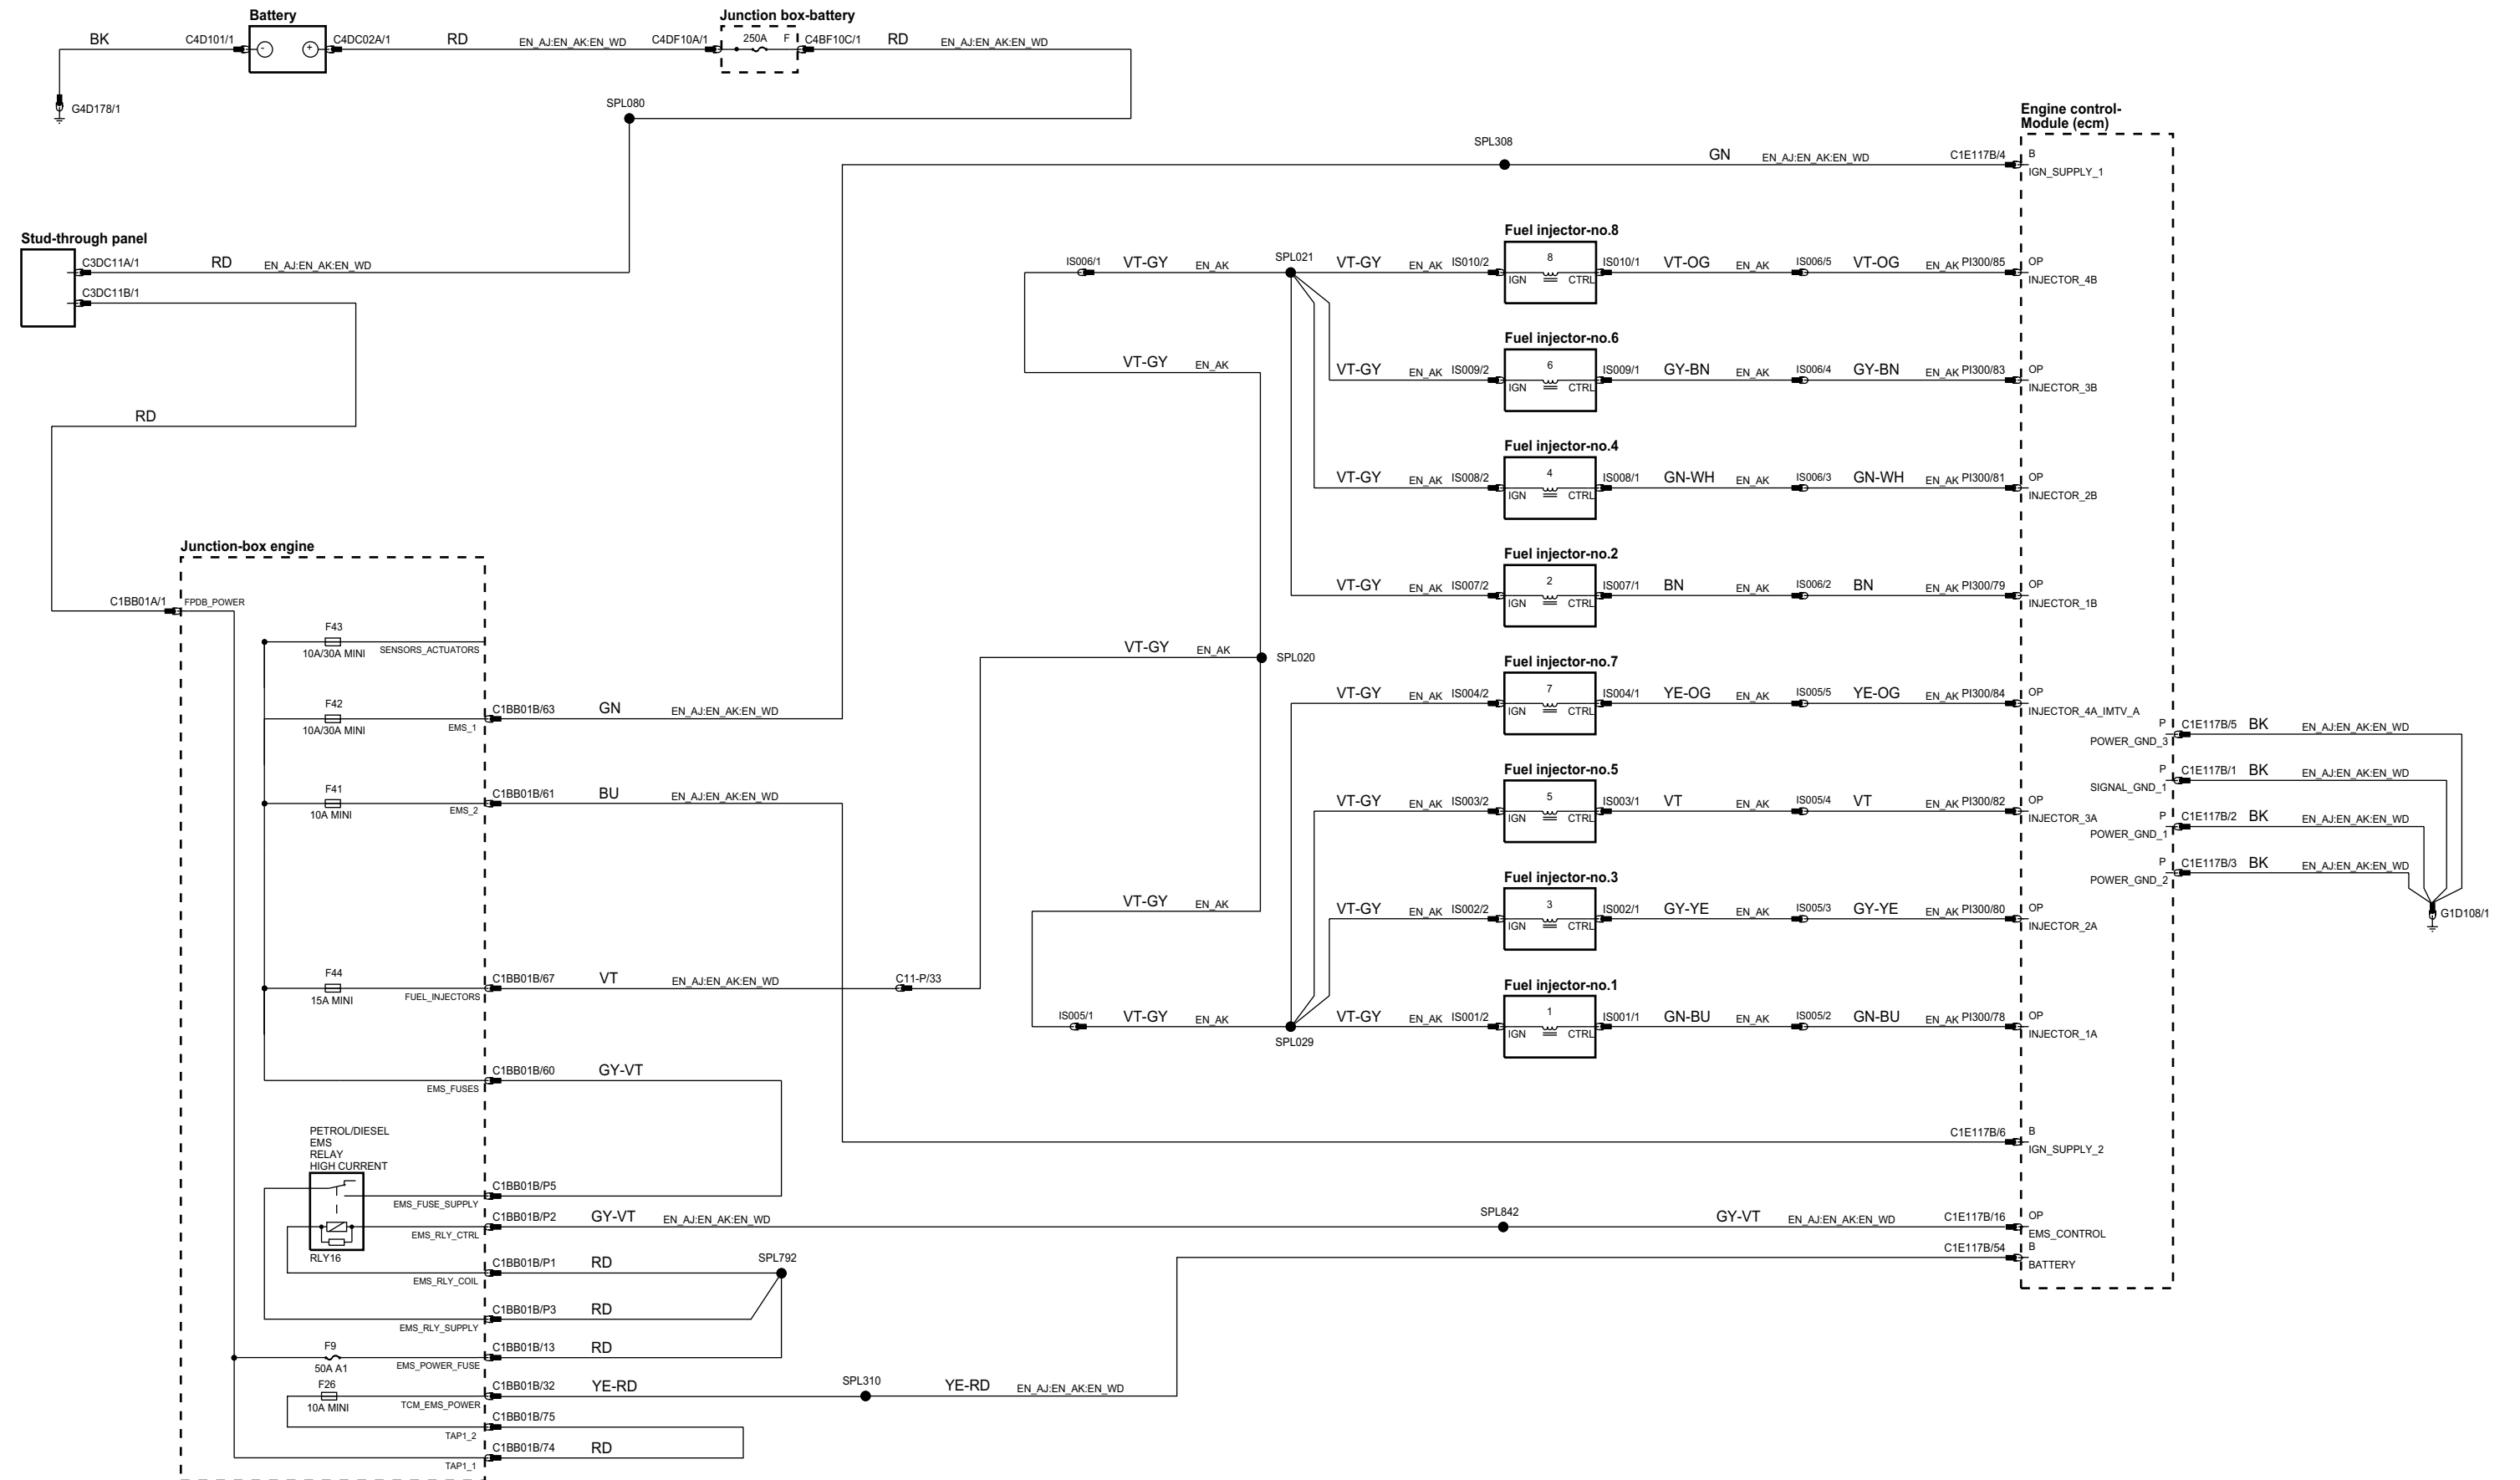 Battery
Junction box-battery
BK
C4D101/1
-
+
C4DC02A/1
RD
EN_AJ:EN_AK:EN_WD
C4DF10A/1
250A
F
C4BF10C/1
RD
EN_AJ:EN_AK:EN_WD
G4D178/1
SPL080
Engine control-
Module (ecm)
SPL308
GN
EN_AJ:EN_AK:EN_WD
C1E117B/4
B
IGN_SUPPLY_1
Stud-through panel
C3DC11A/1
RD
EN_AJ:EN_AK:EN_WD
C3DC11B/1
RD
Fuel injector-no.8
IS006/1
VT-GY
EN_AK
SPL021
VT-GY
EN_AK
IS010/2
8
IGN
CTRL
IS010/1
VT-OG
EN_AK
IS006/5
VT-OG
EN_AK
PI300/85
OP
INJECTOR_4B
Fuel injector-no.6
VT-GY
EN_AK
VT-GY
EN_AK
IS009/2
6
IGN
CTRL
IS009/1
GY-BN
EN_AK
IS006/4
GY-BN
EN_AK
PI300/83
OP
INJECTOR_3B
Fuel injector-no.4
VT-GY
EN_AK
IS008/2
4
IGN
CTRL
IS008/1
GN-WH
EN_AK
IS006/3
GN-WH
EN_AK
PI300/81
OP
INJECTOR_2B
Fuel injector-no.2
VT-GY
EN_AK
IS007/2
2
IGN
CTRL
IS007/1
BN
EN_AK
IS006/2
BN
EN_AK
PI300/79
OP
INJECTOR_1B
VT-GY
EN_AK
SPL020
Fuel injector-no.7
VT-GY
EN_AK
IS004/2
7
IGN
CTRL
IS004/1
YE-OG
EN_AK
IS005/5
YE-OG
EN_AK
PI300/84
OP
INJECTOR_4A_IMTV_A
Fuel injector-no.5
VT-GY
EN_AK
IS003/2
5
IGN
CTRL
IS003/1
VT
EN_AK
IS005/4
VT
EN_AK
PI300/82
OP
INJECTOR_3A
Fuel injector-no.3
VT-GY
EN_AK
VT-GY
EN_AK
IS002/2
3
IGN
CTRL
IS002/1
GY-YE
EN_AK
IS005/3
GY-YE
EN_AK
PI300/80
OP
INJECTOR_2A
Fuel injector-no.1
IS005/1
VT-GY
EN_AK
SPL029
VT-GY
EN_AK
IS001/2
1
IGN
CTRL
IS001/1
GN-BU
EN_AK
IS005/2
GN-BU
EN_AK
PI300/78
OP
INJECTOR_1A
P
C1E117B/5
BK
EN_AJ:EN_AK:EN_WD
POWER_GND_3
P
C1E117B/1
BK
EN_AJ:EN_AK:EN_WD
SIGNAL_GND_1
P
C1E117B/2
BK
EN_AJ:EN_AK:EN_WD
POWER_GND_1
P
C1E117B/3
BK
EN_AJ:EN_AK:EN_WD
POWER_GND_2
G1D108/1
Junction-box engine
C1BB01A/1
FPDB_POWER
F43
10A/30A MINI
SENSORS_ACTUATORS
F42
10A/30A MINI
EMS_1
C1BB01B/63
GN
EN_AJ:EN_AK:EN_WD
F41
10A MINI
EMS_2
C1BB01B/61
BU
EN_AJ:EN_AK:EN_WD
F44
15A MINI
FUEL_INJECTORS
C1BB01B/67
VT
EN_AJ:EN_AK:EN_WD
C11-P/33
EMS_FUSES
C1BB01B/60
GY-VT
C1E117B/6
B
IGN_SUPPLY_2
PETROL/DIESEL
EMS
RELAY
HIGH CURRENT
RLY16
EMS_FUSE_SUPPLY
C1BB01B/P5
EMS_RLY_CTRL
C1BB01B/P2
GY-VT
EN_AJ:EN_AK:EN_WD
SPL842
GY-VT
EN_AJ:EN_AK:EN_WD
C1E117B/16
OP
EMS_CONTROL
C1E117B/54
B
BATTERY
EMS_RLY_COIL
C1BB01B/P1
RD
SPL792
EMS_RLY_SUPPLY
C1BB01B/P3
RD
F9
50A A1
EMS_POWER_FUSE
C1BB01B/13
RD
F26
10A MINI
TCM_EMS_POWER
C1BB01B/32
YE-RD
SPL310
YE-RD
EN_AJ:EN_AK:EN_WD
TAP1_2
C1BB01B/75
TAP1_1
C1BB01B/74
RD